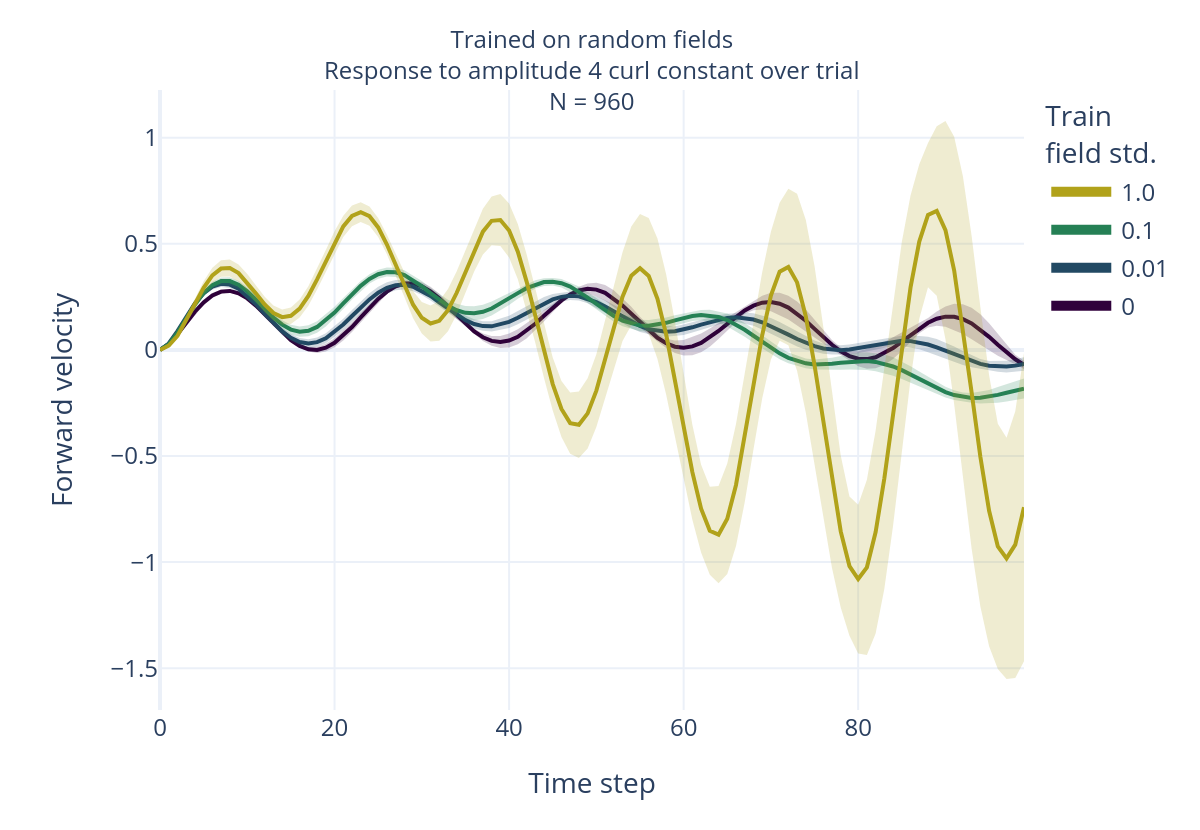 Trained on random fields
Response to amplitude 4 curl constant over trial
N = 960
Train
field std.
1.0
0.1
0.01
0
Forward velocity
1
0.5
0
−0.5
−1
−1.5
0 20 40 60 80
Time step